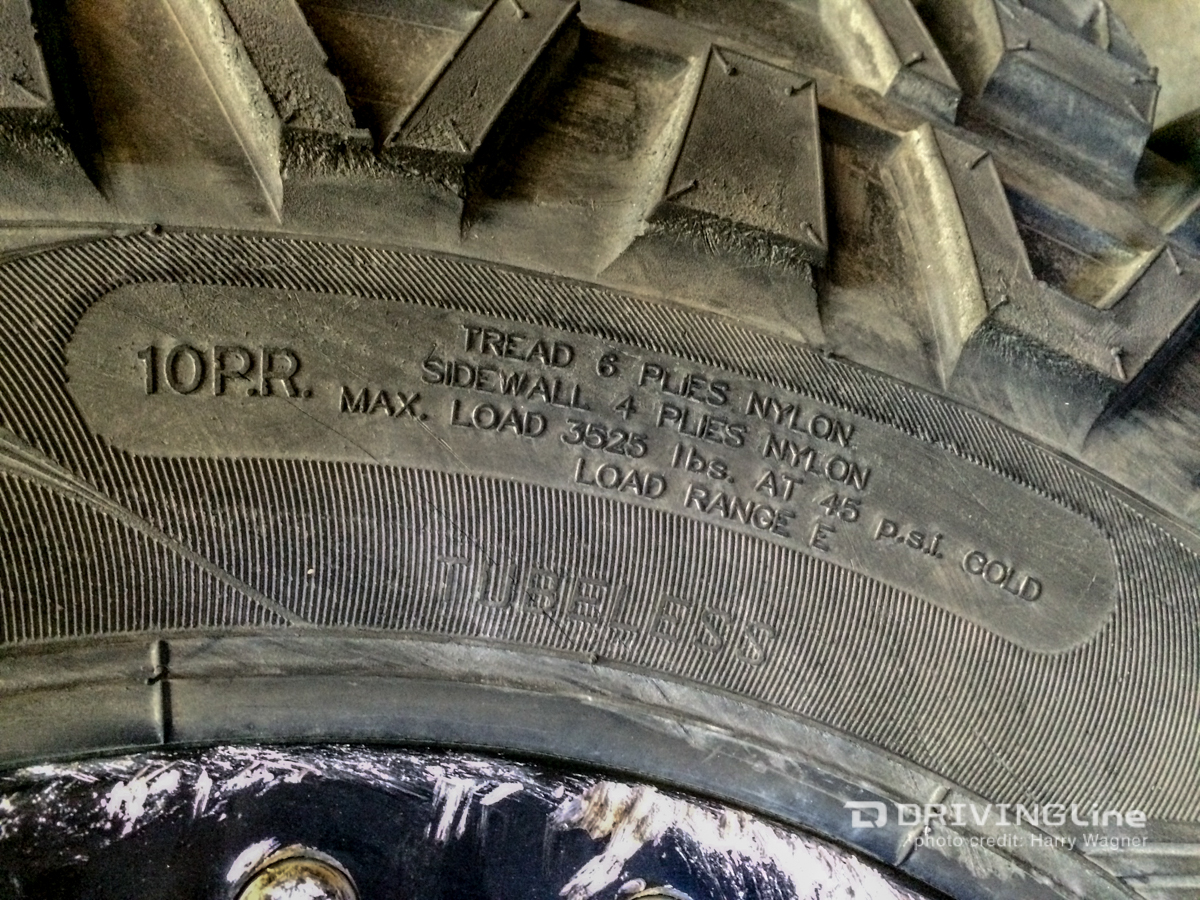 10P.R.
TREAD 6 PLIES NYLON
SIDEWALL 4 PLIES NYLON
MAX. LOAD 3525 lbs. AT 45 p.s.i. GOLD
LOAD RANGE E
TUBELESS
DRIVINGLine
photo credit: Harry Wagner